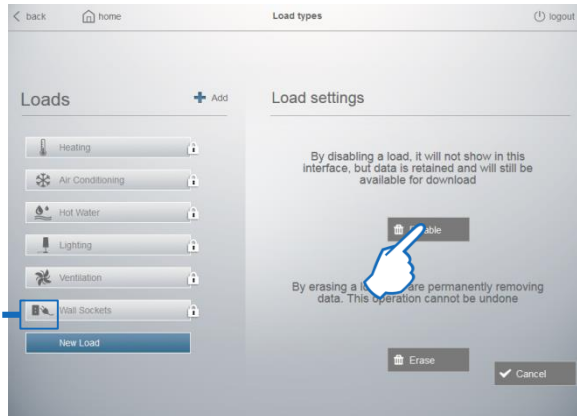 back
home
Load types
logout
Loads
Add
Load settings
Heating
Air Conditioning
Hot Water
Lighting
Ventilation
Wall Sockets
New Load
By disabling a load, it will not show in this
interface, but data is retained and will still be
available for download
By erasing a are permanently removing
data. This operation cannot be undone
Erase
Cancel